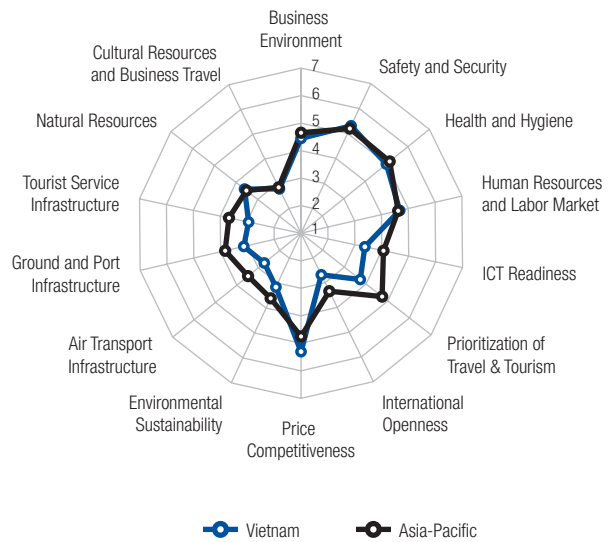 Business
Environment
Safety and Security
Health and Hygiene
Human Resources
and Labor Market
ICT Readiness
Prioritization of
Travel & Tourism
International
Openness
Price
Competitiveness
Environmental
Sustainability
Air Transport
Infrastructure
Ground and Port
Infrastructure
Tourist Service
Infrastructure
Natural Resources
Cultural Resources
and Business Travel
7
6
5
4
3
2
1
Vietnam
Asia-Pacific